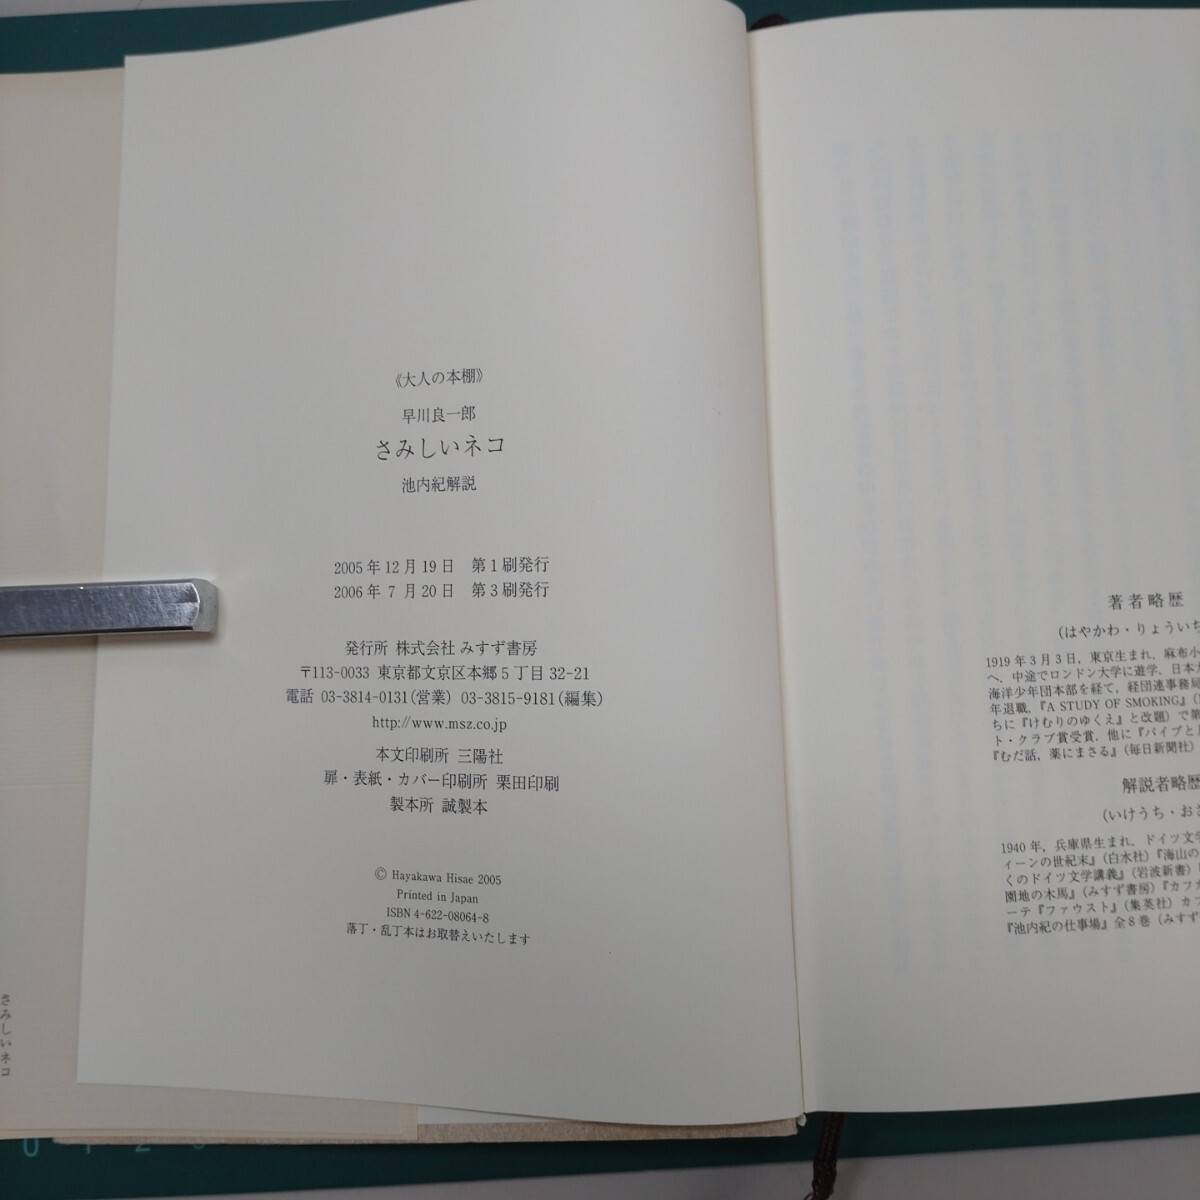 《大人の本棚》
早川良一郎
さみしいネコ
池内紀解説
2005年12月19日 第1刷発行
2006年7月20日 第3刷発行
発行所 株式会社 みすず書房
〒113-0033 東京都文京区本郷5丁目32-21
電話 03-3814-0131(営業) 03-3815-9181(編集)
http://www.msz.co.jp
本文印刷所 三陽社
扉・表紙・カバー印刷所 栗田印刷
製本所 誠製本
© Hayakawa Hisae 2005
Printed in Japan
ISBN 4-622-08064-8
落丁・乱丁本はお取替えいたします
著者略歴
(はやかわ・りょういち
1919年3月3日，東京生まれ．麻布小
へ，中途でロンドン大学に遊学．日本
海洋少年団本部を経て，経団連事務局
年退職．『A STUDY OF SMOKING』
ちに『けむりのゆくえ』と改題）で第
ト・クラブ賞受賞．他に『パイプと
『むだ話，薬にまさる』（毎日新聞社）
解説者略歴
(いけうち・おさ
1940年，兵庫県生まれ．ドイツ文学
ィーンの世紀末』（白水社）『海山の
くのドイツ文学講義』（岩波新書）
園地の木馬』（みすず書房）『カフカ
ーテ『ファウスト』（集英社）カフ
『池内紀の仕事場』全8巻（みすず
さみしいネコ
0 1 2